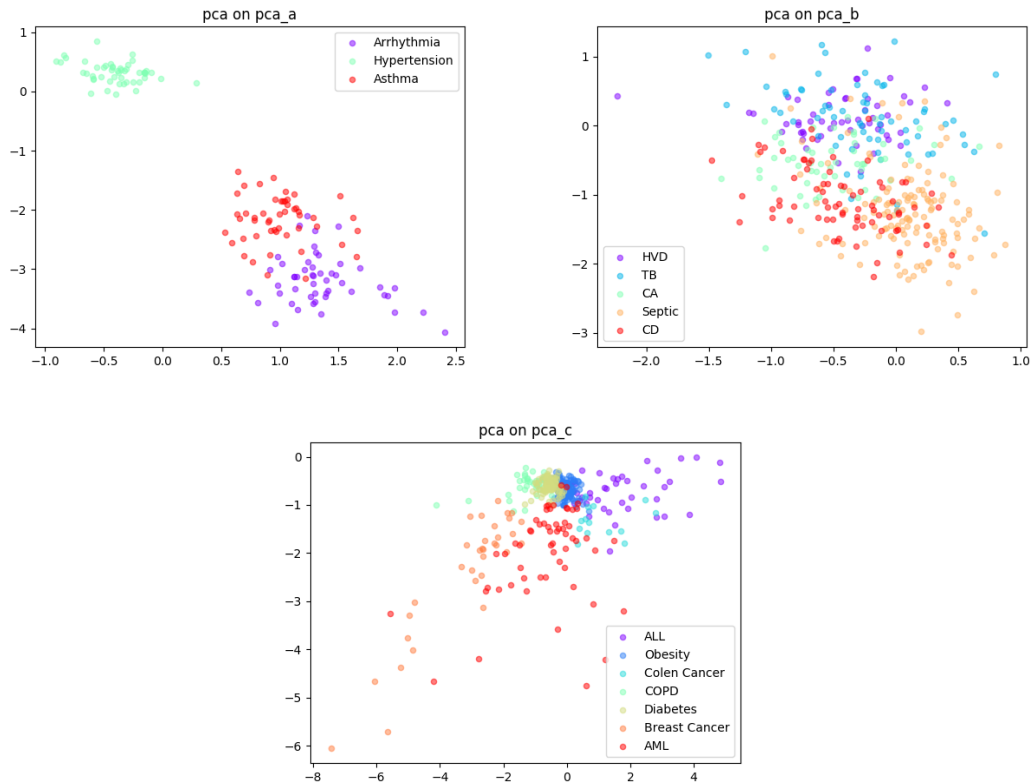 pca on pca_a
1
0
−1
−2
−3
−4
−1.0 −0.5 0.0 0.5 1.0 1.5 2.0 2.5
Arrhythmia
Hypertension
Asthma
pca on pca_b
1
0
−1
−2
−3
−2.0 −1.5 −1.0 −0.5 0.0 0.5 1.0
HVD
TB
CA
Septic
CD
pca on pca_c
0
−1
−2
−3
−4
−5
−6
−8 −6 −4 −2 0 2 4
ALL
Obesity
Colen Cancer
COPD
Diabetes
Breast Cancer
AML